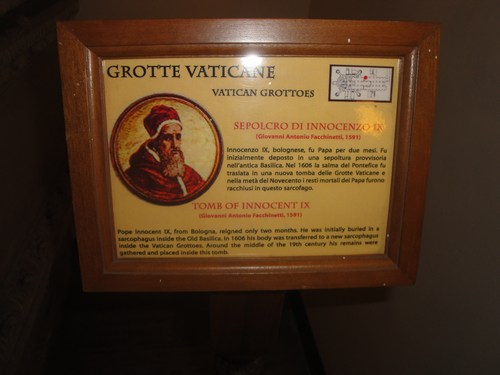 GROTTE VATICANE
VATICAN GROTTOES
SEPOLCRO DI INNOCENZO IX
(Giovanni Antonio Facchinetti, 1591)
Innocenzo IX, bolognese, fu Papa per due mesi. Fu
inizialmente deposto in una sepoltura provvisoria
nell'antica Basilica. Nel 1606 la salma del Pontefice fu
traslata in una nuova tomba delle Grotte Vaticane e
nella metà del Novecento i resti mortali del Papa furono
racchiusi in questo sarcofago.
TOMB OF INNOCENT IX
(Giovanni Antonio Facchinetti, 1591)
Pope Innocent IX, from Bologna, reigned only two months. He was initially buried in a
sarcophagus inside the Old Basilica. In 1606 his body was transferred to a new sarcophagus
inside the Vatican Grottoes. Around the middle of the 19th century his remains were
gathered and placed inside this tomb.